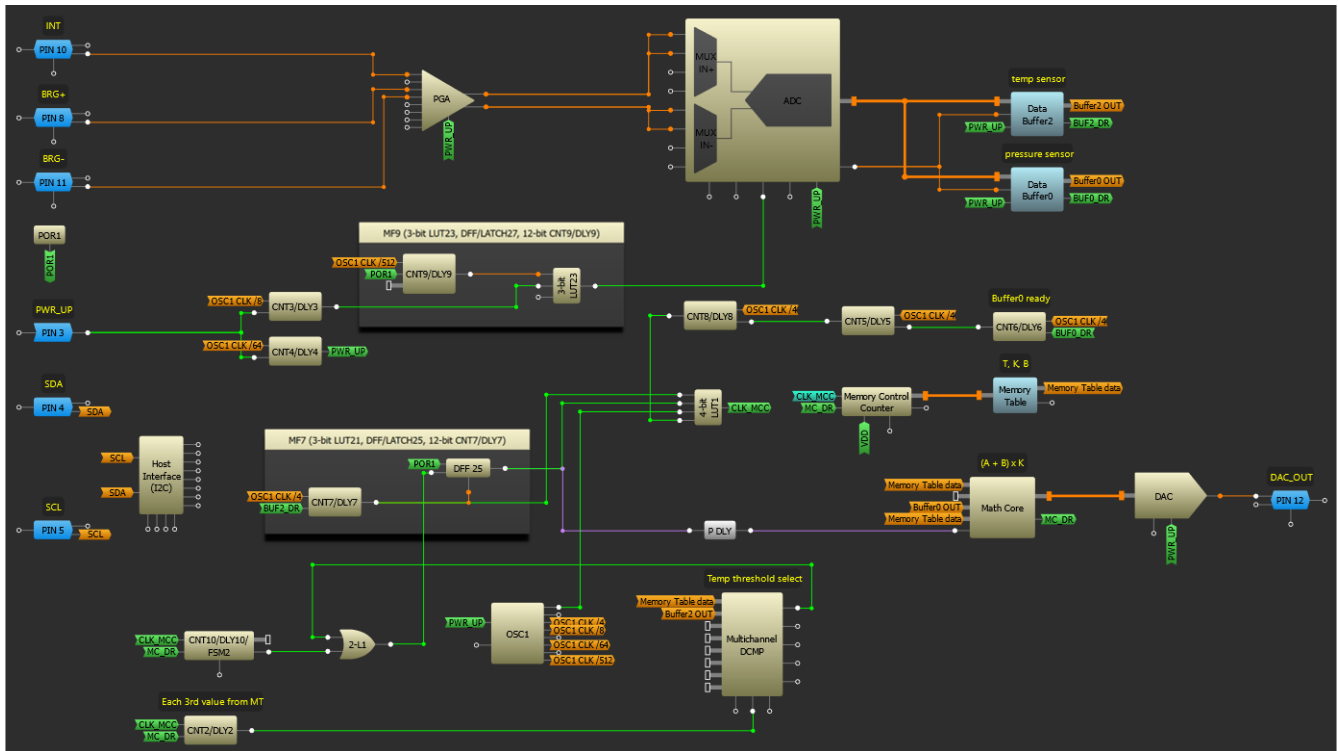 INT
PIN 10
BRG+
PIN 8
BRG-
PIN 11
PGA
PWR_UP
MUX
IN+
MUX
IN-
ADC
PWR_UP
temp sensor
Data
Buffer2
Buffer2 OUT
PWR_UP
BUF2_DR
pressure sensor
Data
Buffer0
Buffer0 OUT
PWR_UP
BUF0_DR
POR1
POR1
MF9 (3-bit LUT23, DFF/LATCH27, 12-bit CNT9/DLY9)
OSC1 CLK /512
POR1
CNT9/DLY9
3-bit
LUT23
PWR_UP
PIN 3
OSC1 CLK /8
CNT3/DLY3
OSC1 CLK /64
CNT4/DLY4
PWR_UP
CNT8/DLY8
OSC1 CLK /4
CNT5/DLY5
OSC1 CLK /4
Buffer0 ready
CNT6/DLY6
OSC1 CLK /4
BUF0_DR
SDA
PIN 4
SDA
4-bit
LUT1
CLK_MCC
CLK_MCC
MC_DR
Memory Control
Counter
VDD
T, K, B
Memory
Table
Memory Table data
SCL
SDA
Host
Interface
(I2C)
MF7 (3-bit LUT21, DFF/LATCH25, 12-bit CNT7/DLY7)
POR1
DFF 25
OSC1 CLK /4
BUF2_DR
CNT7/DLY7
SCL
PIN 5
SCL
P DLY
(A + B) x K
Memory Table data
Buffer0 OUT
Memory Table data
Math Core
MC_DR
DAC
PWR_UP
DAC_OUT
PIN 12
CLK_MCC
MC_DR
CNT10/DLY10/
FSM2
2-L1
PWR_UP
OSC1
OSC1 CLK /4
OSC1 CLK /8
OSC1 CLK /64
OSC1 CLK /512
Temp threshold select
Memory Table data
Buffer2 OUT
Multichannel
DCMP
Each 3rd value from MT
CLK_MCC
MC_DR
CNT2/DLY2